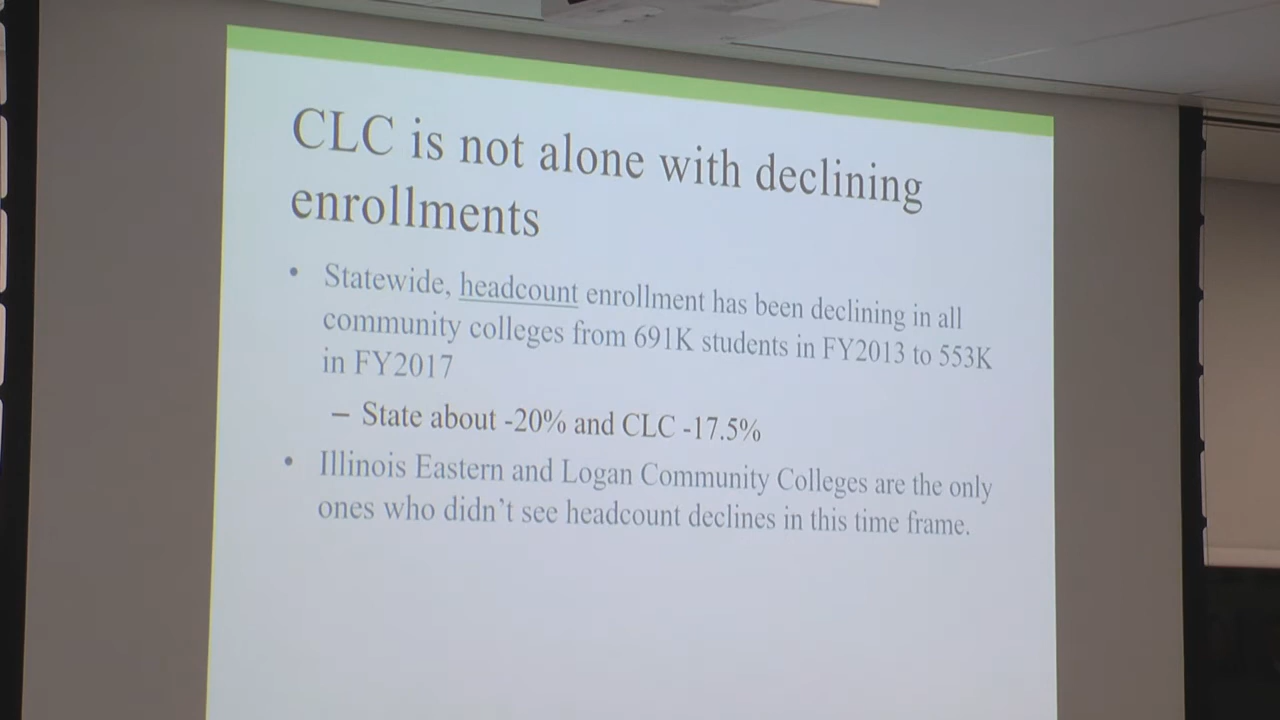 CLC is not alone with declining
enrollments
• Statewide, headcount enrollment has been declining in all
community colleges from 691K students in FY2013 to 553K
in FY2017
– State about -20% and CLC -17.5%
• Illinois Eastern and Logan Community Colleges are the only
ones who didn’t see headcount declines in this time frame.